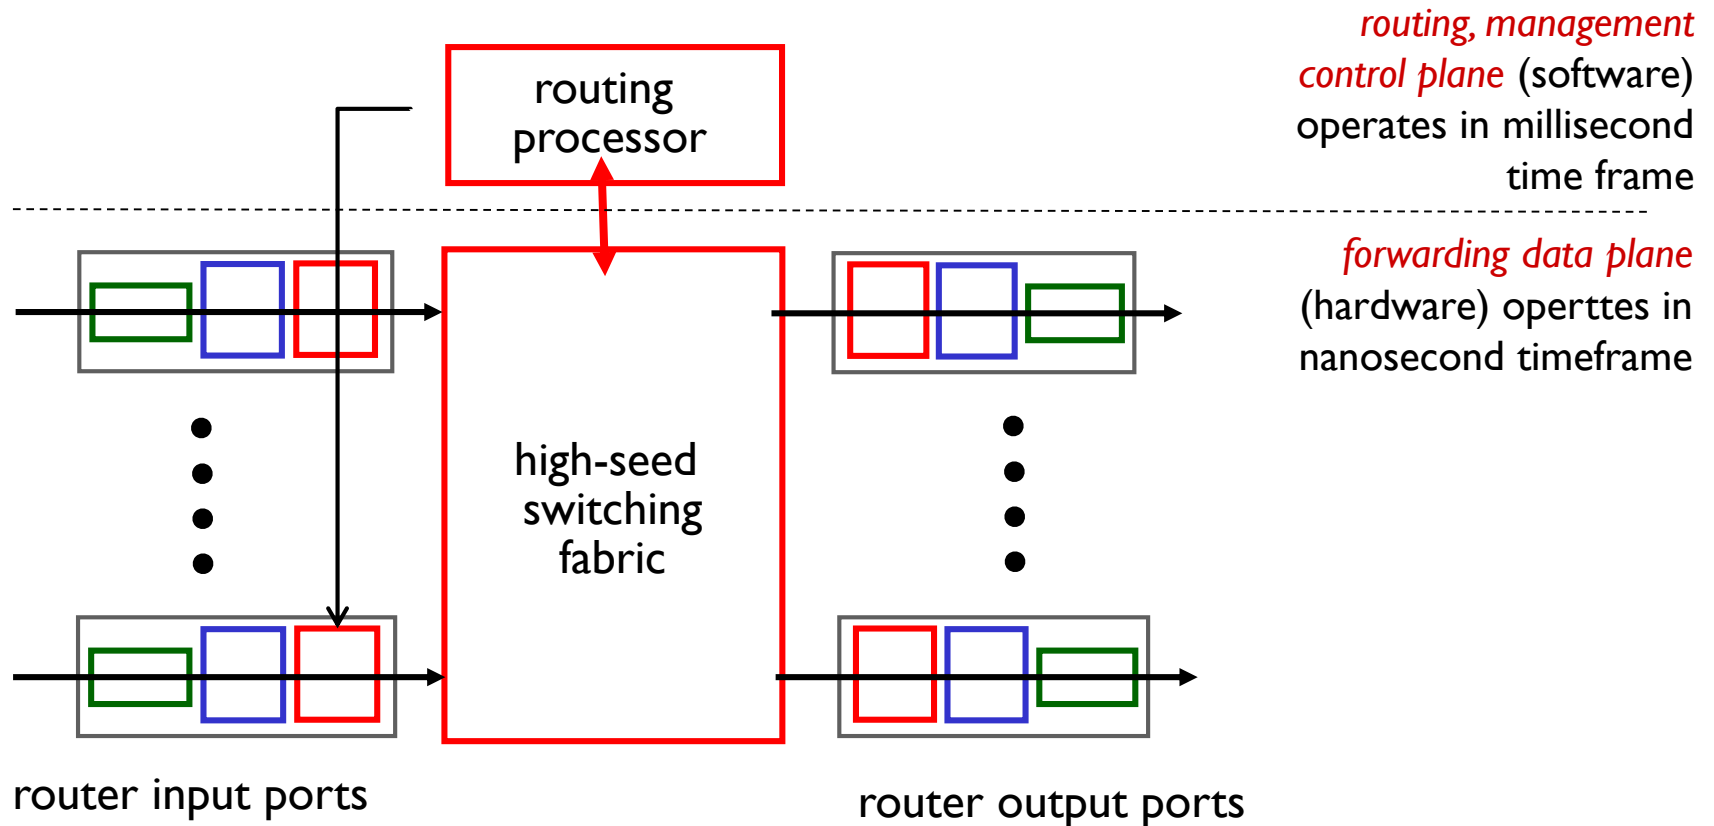 routing, management
control plane (software)
operates in millisecond
time frame
routing
processor
forwarding data plane
(hardware) operttes in
nanosecond timeframe
high-seed
switching
fabric
router input ports
router output ports